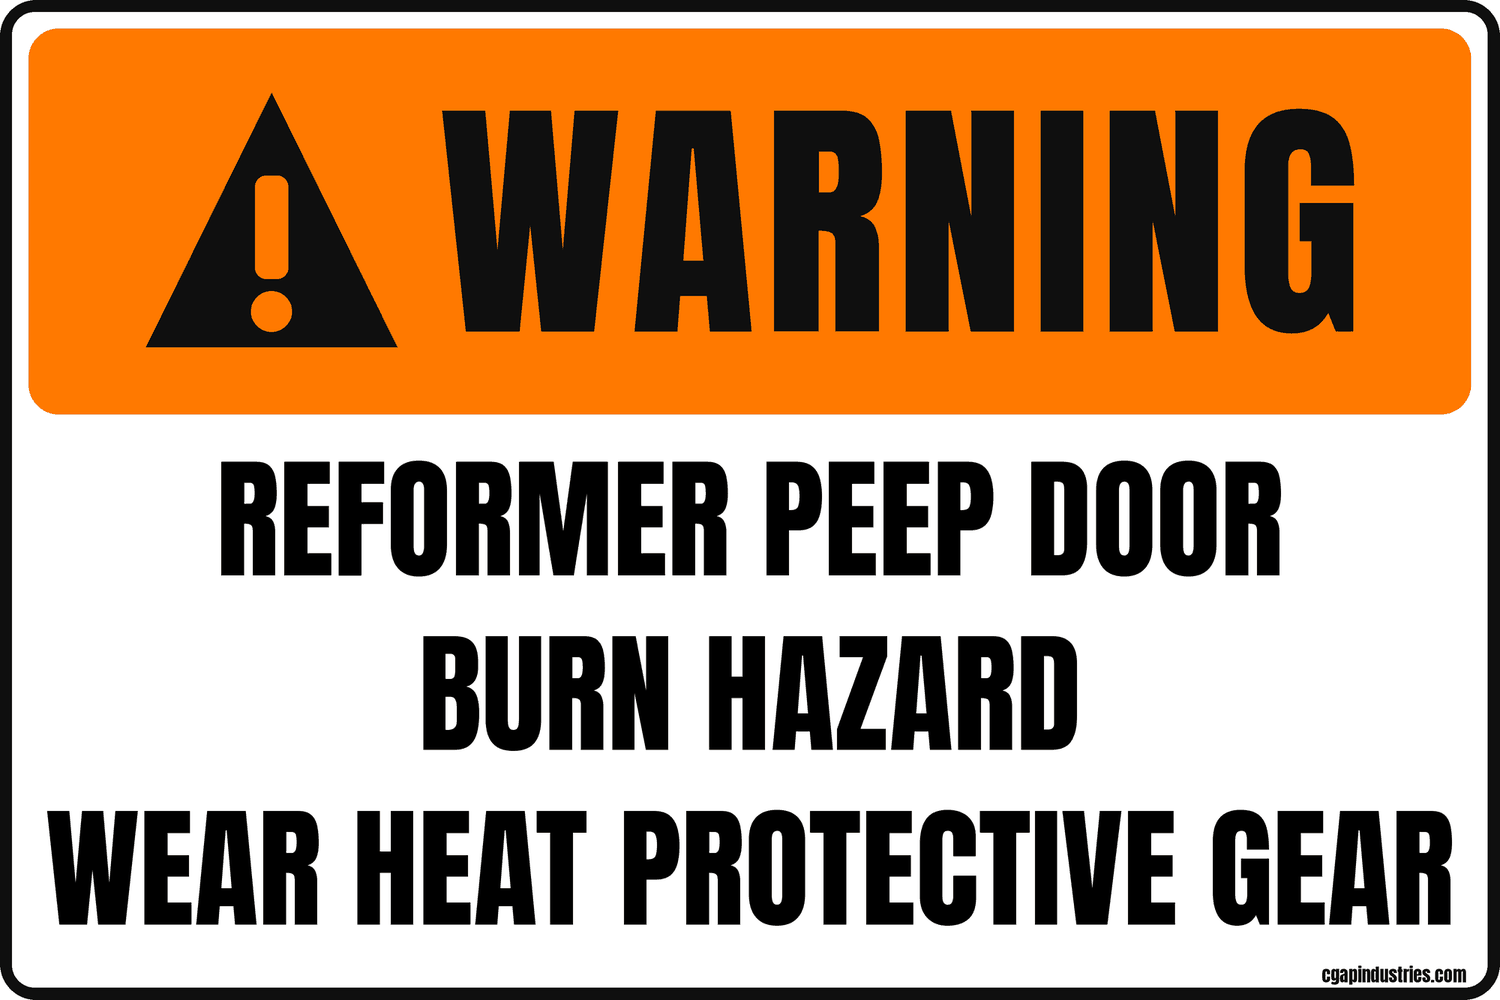 WARNING
REFORMER PEEP DOOR
BURN HAZARD
WEAR HEAT PROTECTIVE GEAR
cgapindustries.com